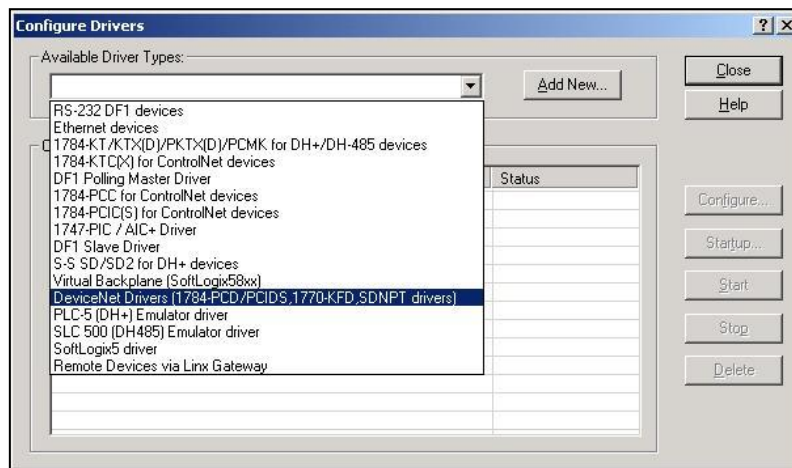 Configure Drivers
Available Driver Types:
Add New...
Close
Help
RS-232 DF1 devices
Ethernet devices
1784-KT/KTX(D)/PKTX(D)/PCMK for DH+/DH-485 devices
1784-KTC(X) for ControlNet devices
DF1 Polling Master Driver
1784-PCC for ControlNet devices
1784-PCIC(S) for ControlNet devices
1747-PIC / AIC+ Driver
DF1 Slave Driver
S-S SD/SD2 for DH+ devices
Virtual Backplane (SoftLogix58xx)
DeviceNet Drivers (1784-PCD/PCIDS,1770-KFD,SDNPT drivers)
PLC-5 (DH+) Emulator driver
SLC 500 (DH485) Emulator driver
SoftLogix5 driver
Remote Devices via Linx Gateway
Status
Configure...
Startup...
Start
Stop
Delete